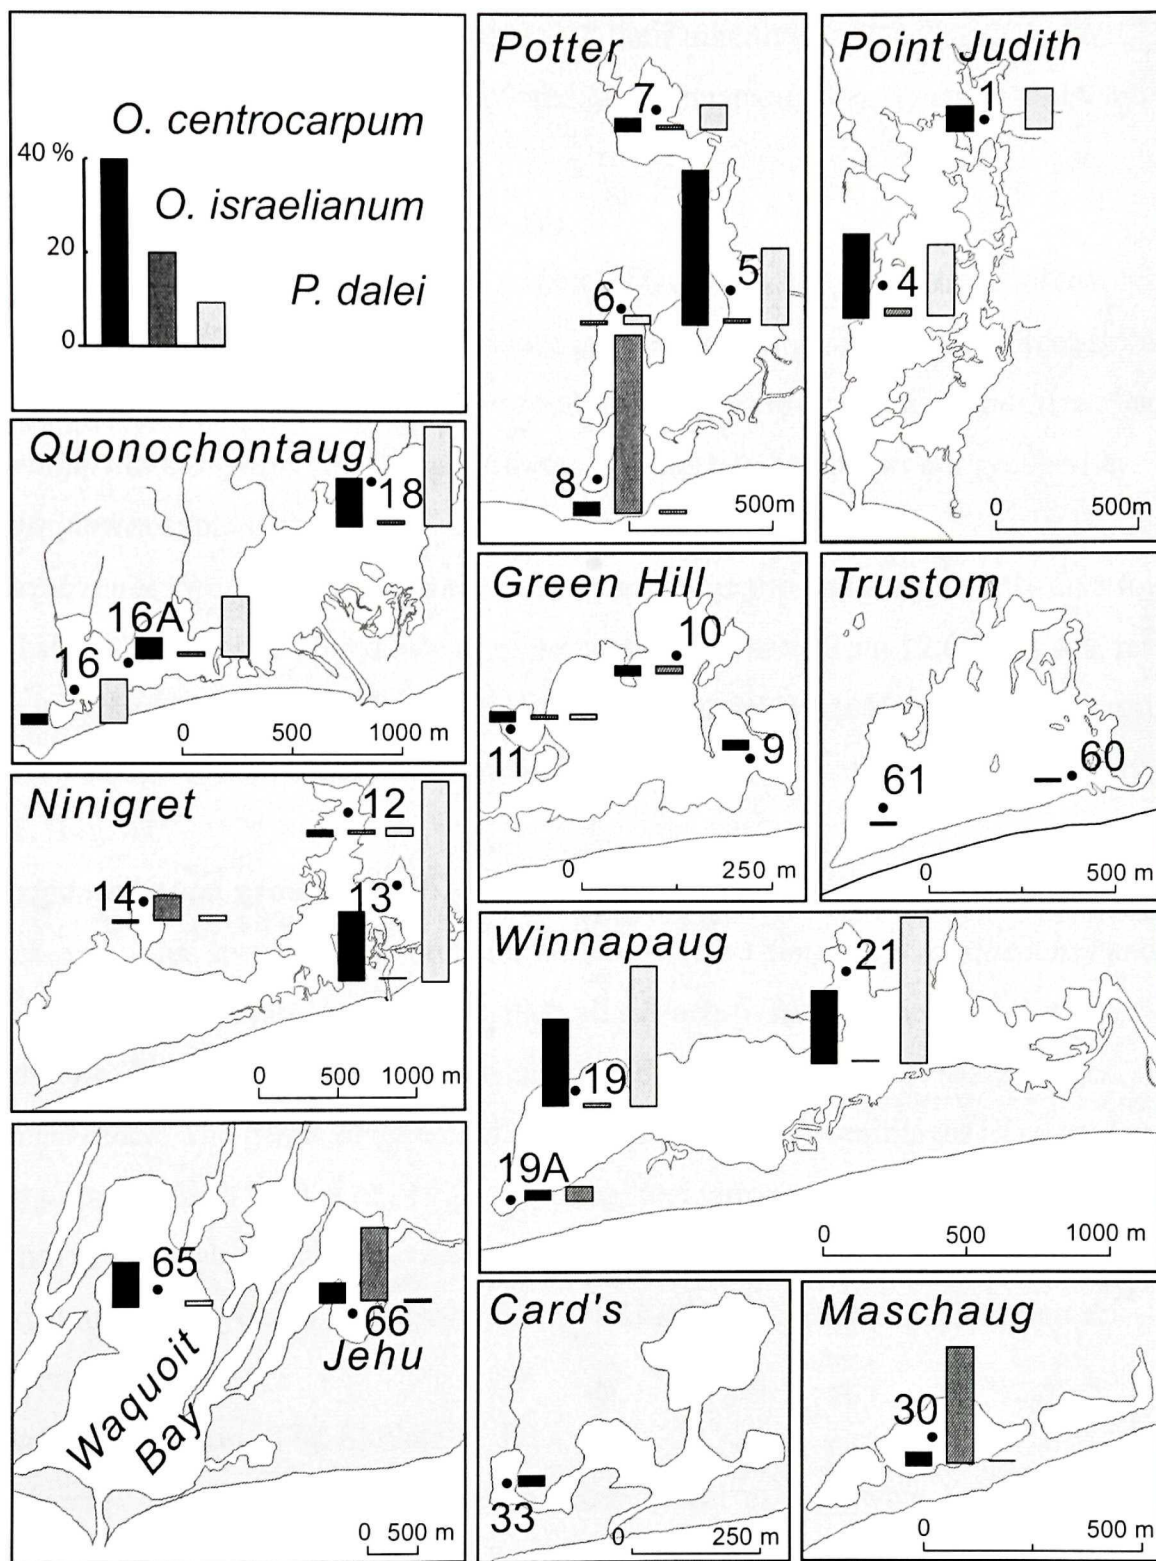 O. centrocarpum
40 %
O. israelianum
20
P. dalei
0
Potter
7
5
6
8
500m
Point Judith
1
4
0 500m
Quonochontaug
18
16A
16
0 500 1000 m
Green Hill
10
11
9
0 250 m
Trustom
60
61
0 500 m
Ninigret
12
14
13
0 500 1000 m
Winnapaug
21
19
19A
0 500 1000 m
65
66
Jehu
Waquoit
Bay
0 500 m
Card's
33
0 250 m
Maschaug
30
0 500 m